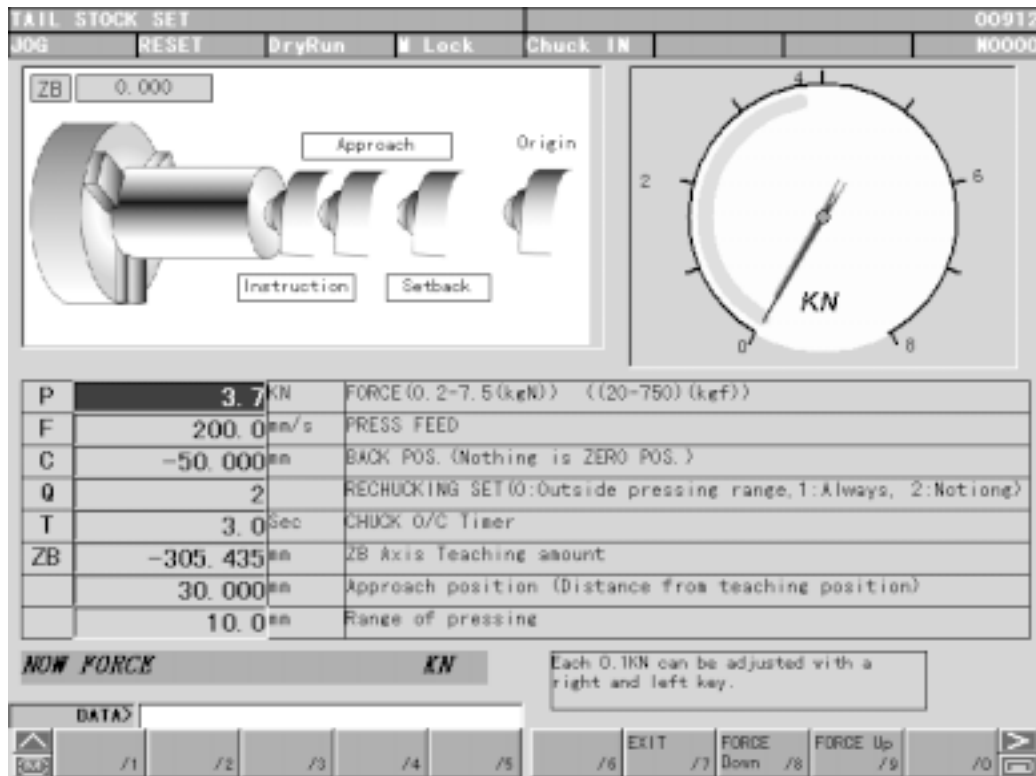 TAIL STOCK SET 00912
JOG RESET DryRun M Lock Chuck IN N0000
ZB 0.000
Approach Origin
Instruction Setback
0 2 4 6 8
KN
P 3.7 KN FORCE(0.2-7.5(kgN)) ((20-750)(kgf))
F 200.0 mm/s PRESS FEED
C -50.000 mm BACK POS.(Nothing is ZERO POS.)
Q 2 RECHUCKING SET(0:Outside pressing range,1:Always, 2:Notiong)
T 3.0 Sec CHUCK O/C Timer
ZB -305.435 mm ZB Axis Teaching amount
30.000 mm Approach position (Distance from teaching position)
10.0 mm Range of pressing
NOW FORCE KN
Each 0.1KN can be adjusted with a
right and left key.
DATA>
EXIT FORCE FORCE Up
/1 /2 /3 /4 /5 /6 /7 Down /8 /9 /0